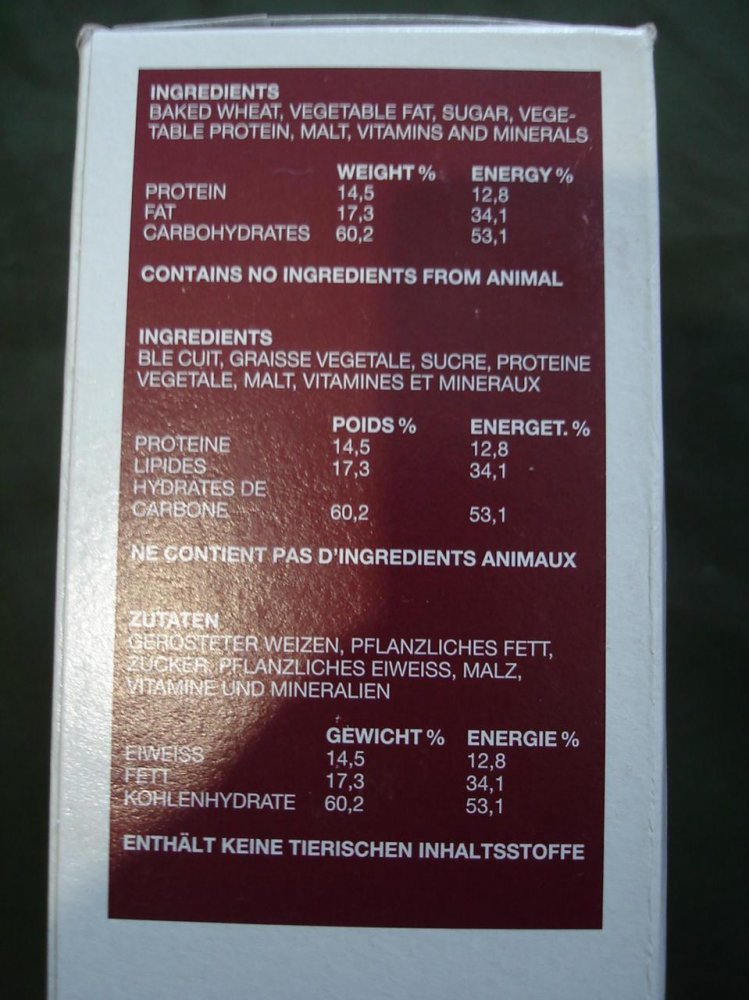 INGREDIENTS
BAKED WHEAT, VEGETABLE FAT, SUGAR, VEGE-
TABLE PROTEIN, MALT, VITAMINS AND MINERALS
WEIGHT % ENERGY %
PROTEIN 14,5 12,8
FAT 17,3 34,1
CARBOHYDRATES 60,2 53,1
CONTAINS NO INGREDIENTS FROM ANIMAL
INGREDIENTS
BLE CUIT, GRAISSE VEGETALE, SUCRE, PROTEINE
VEGETALE, MALT, VITAMINES ET MINERAUX
POIDS % ENERGET. %
PROTEINE 14,5 12,8
LIPIDES 17,3 34,1
HYDRATES DE
CARBONE 60,2 53,1
NE CONTIENT PAS D'INGREDIENTS ANIMAUX
ZUTATEN
GERÖSTETER WEIZEN, PFLANZLICHES FETT,
ZUCKER, PFLANZLICHES EIWEISS, MALZ,
VITAMINE UND MINERALIEN
GEWICHT % ENERGIE %
EIWEISS 14,5 12,8
FETT 17,3 34,1
KOHLENHYDRATE 60,2 53,1
ENTHÄLT KEINE TIERISCHEN INHALTSSTOFFE